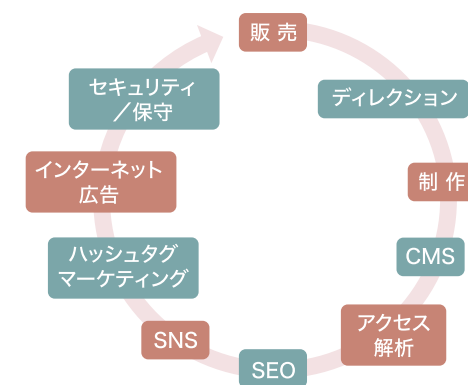 販売
ディレクション
制作
CMS
アクセス
解析
SEO
SNS
ハッシュタグ
マーケティング
インターネット
広告
セキュリティ
／保守